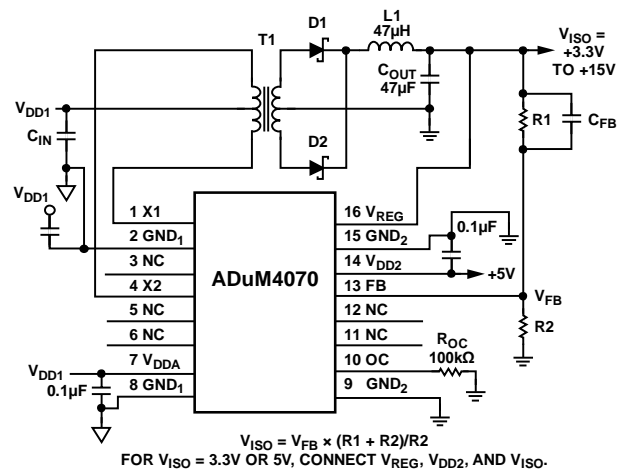 D1
L1
47µH
T1
V_ISO =
+3.3V
TO +15V
C_OUT
47µF
V_DD1
C_IN
R1
C_FB
D2
V_DD1
1 X1
2 GND_1
3 NC
4 X2
5 NC
6 NC
7 V_DDA
8 GND_1
ADuM4070
16 V_REG
15 GND_2
14 V_DD2
13 FB
12 NC
11 NC
10 OC
9 GND_2
0.1µF
+5V
V_FB
R2
R_OC
100kΩ
V_DD1
0.1µF
V_ISO = V_FB × (R1 + R2)/R2
FOR V_ISO = 3.3V OR 5V, CONNECT V_REG, V_DD2, AND V_ISO.